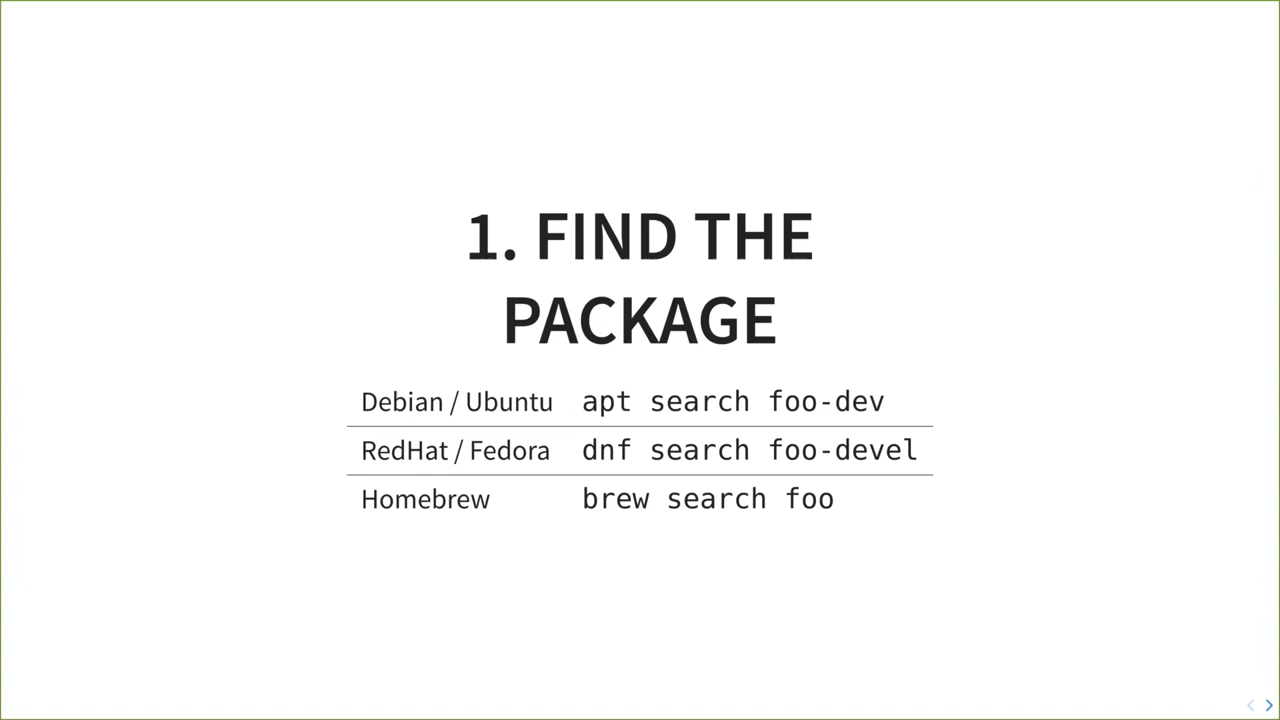 1. FIND THE
PACKAGE
Debian / Ubuntu apt search foo-dev
RedHat / Fedora dnf search foo-devel
Homebrew brew search foo